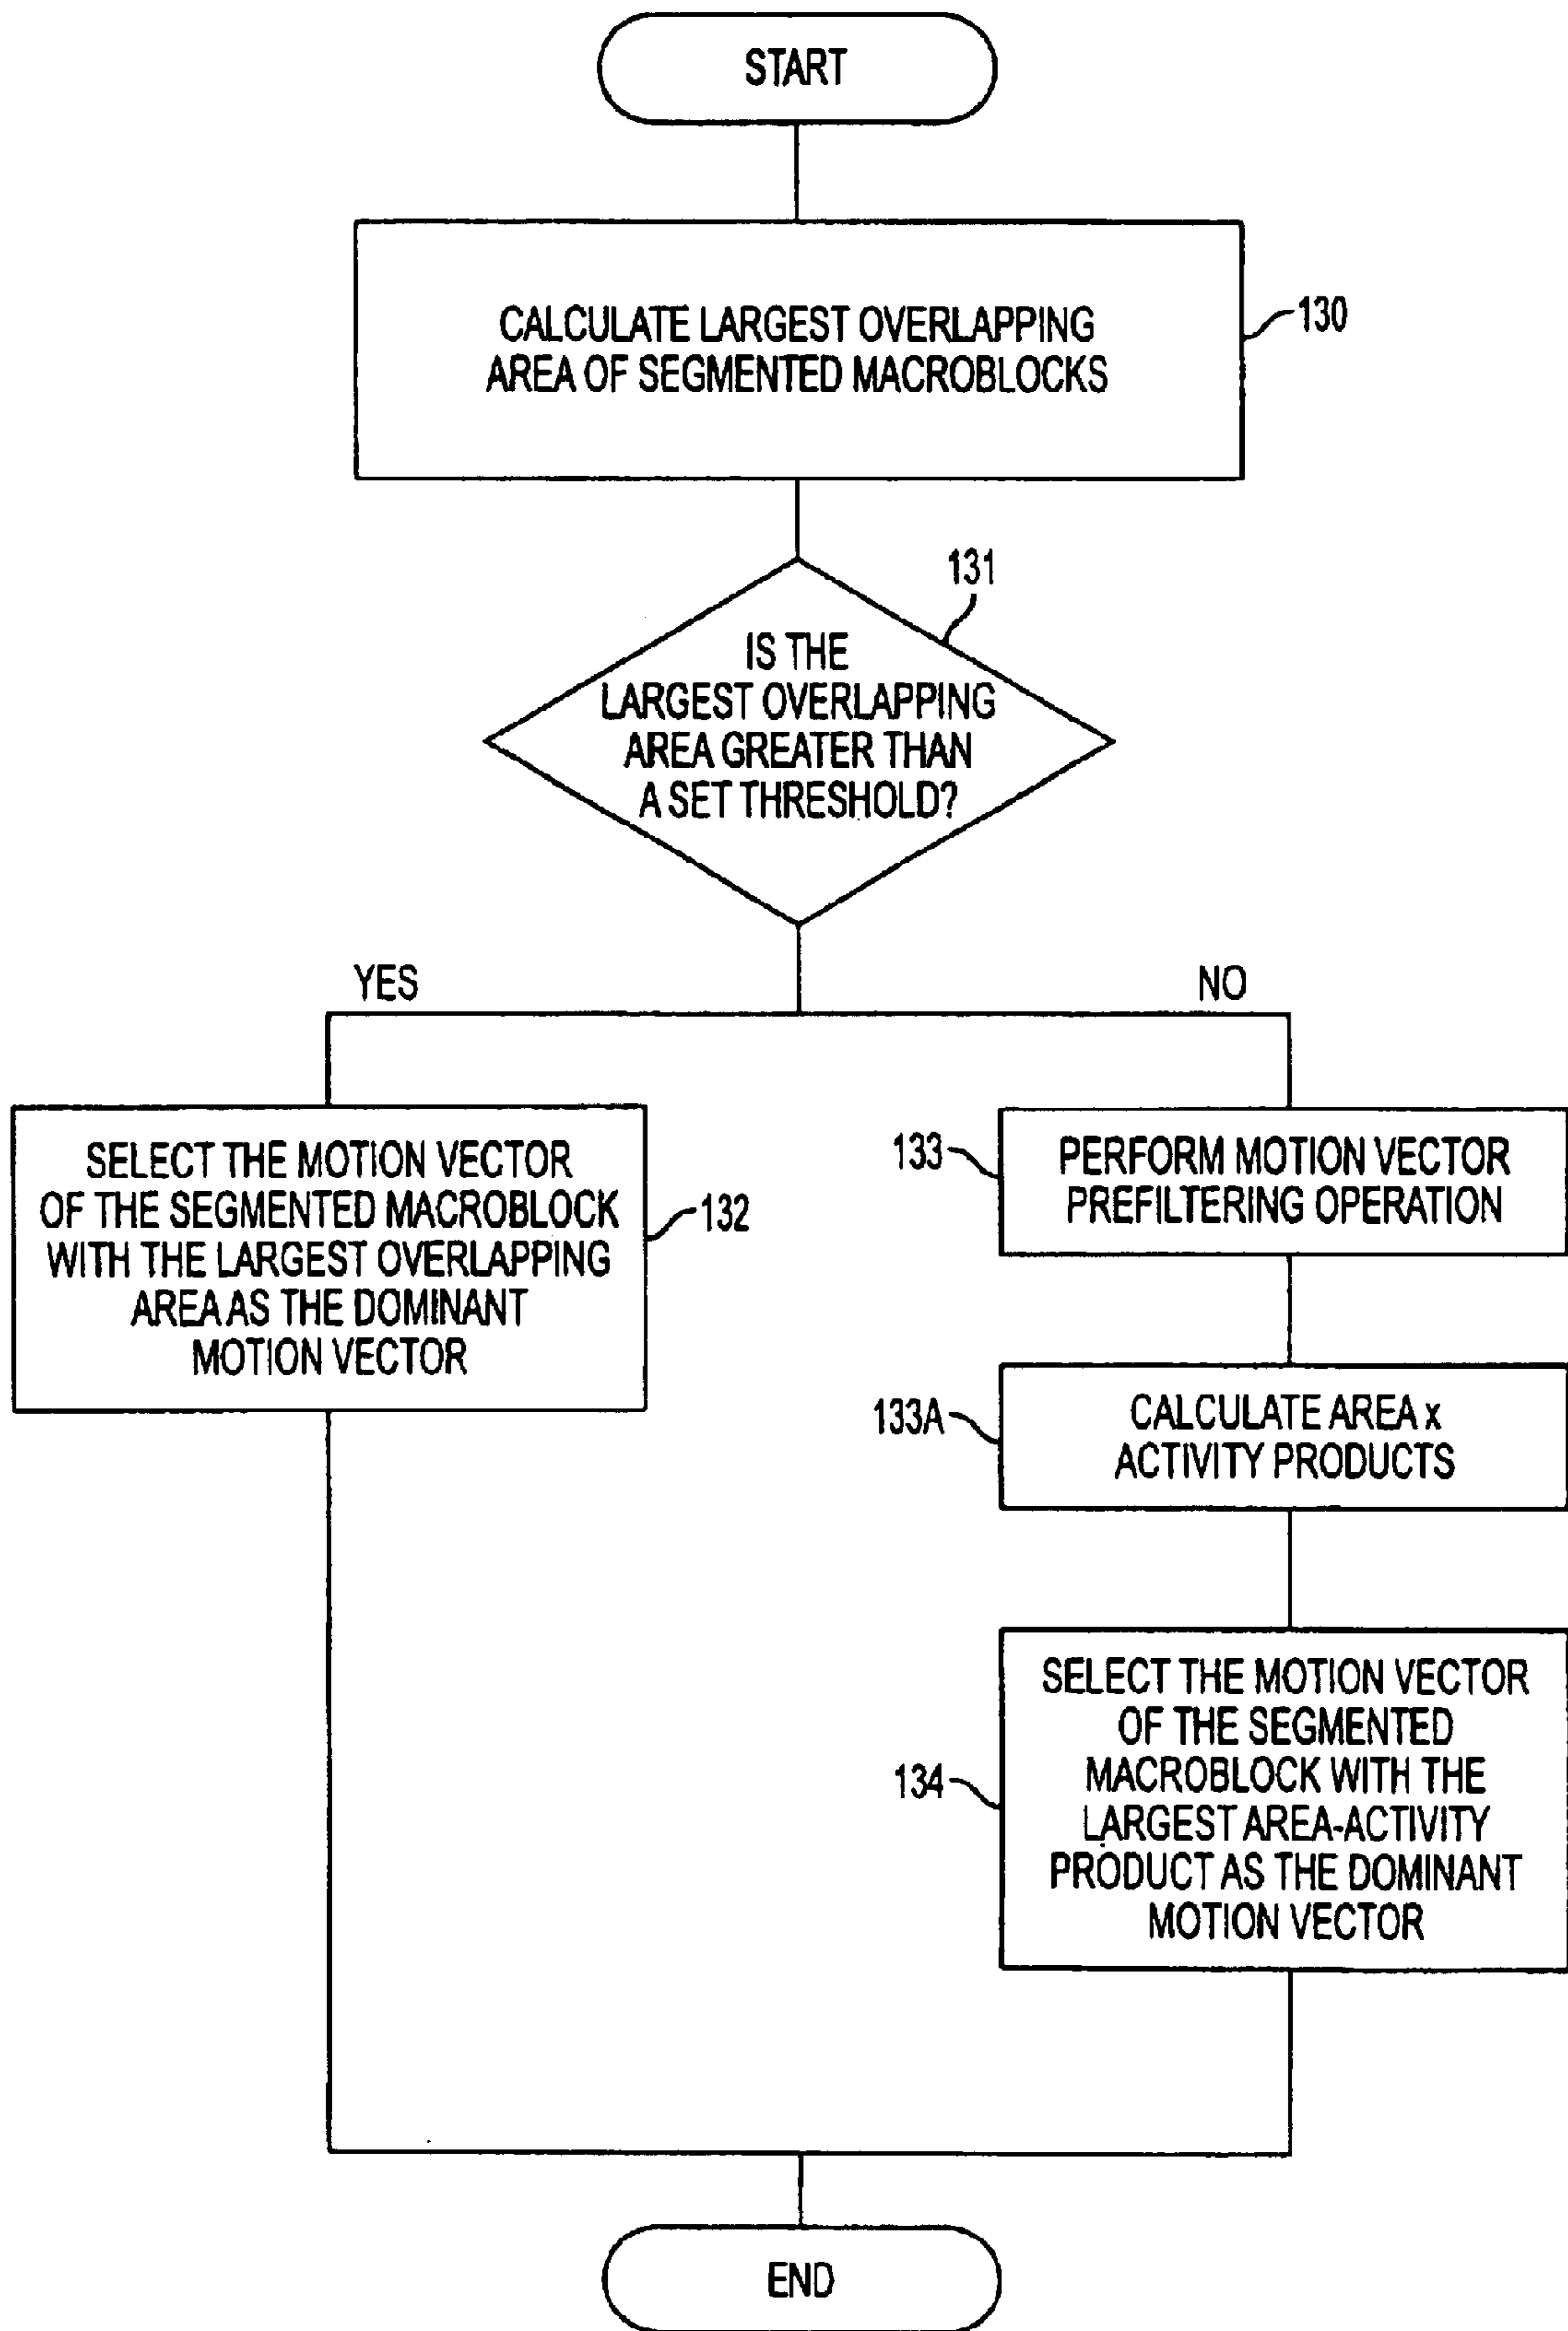 START
CALCULATE LARGEST OVERLAPPING
AREA OF SEGMENTED MACROBLOCKS
130
131
IS THE
LARGEST OVERLAPPING
AREA GREATER THAN
A SET THRESHOLD?
YES
NO
SELECT THE MOTION VECTOR
OF THE SEGMENTED MACROBLOCK
WITH THE LARGEST OVERLAPPING
AREA AS THE DOMINANT
MOTION VECTOR
132
133
PERFORM MOTION VECTOR
PREFILTERING OPERATION
133A
CALCULATE AREA x
ACTIVITY PRODUCTS
134
SELECT THE MOTION VECTOR
OF THE SEGMENTED
MACROBLOCK WITH THE
LARGEST AREA-ACTIVITY
PRODUCT AS THE DOMINANT
MOTION VECTOR
END